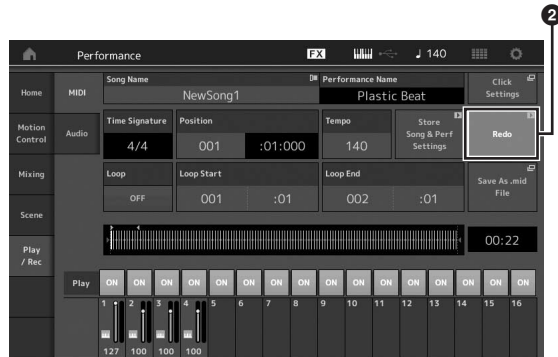 2
Performance
FX
140
Home
MIDI
Song Name
NewSong1
Performance Name
Plastic Beat
Click
Settings
Motion
Control
Audio
Time Signature
4/4
Position
001
:01:000
Tempo
140
Store
Song & Perf
Settings
Redo
Mixing
Loop
OFF
Loop Start
001
:01
Loop End
002
:01
Save As .mid
File
Scene
00:22
Play
/ Rec
Play
ON ON ON ON ON ON ON ON ON ON ON ON ON ON ON ON
1 2 3 4 5 6 7 8 9 10 11 12 13 14 15 16
127 100 100 100